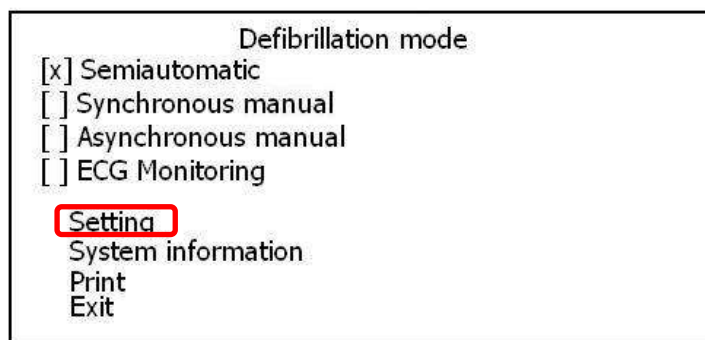 Defibrillation mode
[x] Semiautomatic
[ ] Synchronous manual
[ ] Asynchronous manual
[ ] ECG Monitoring
Setting
System information
Print
Exit